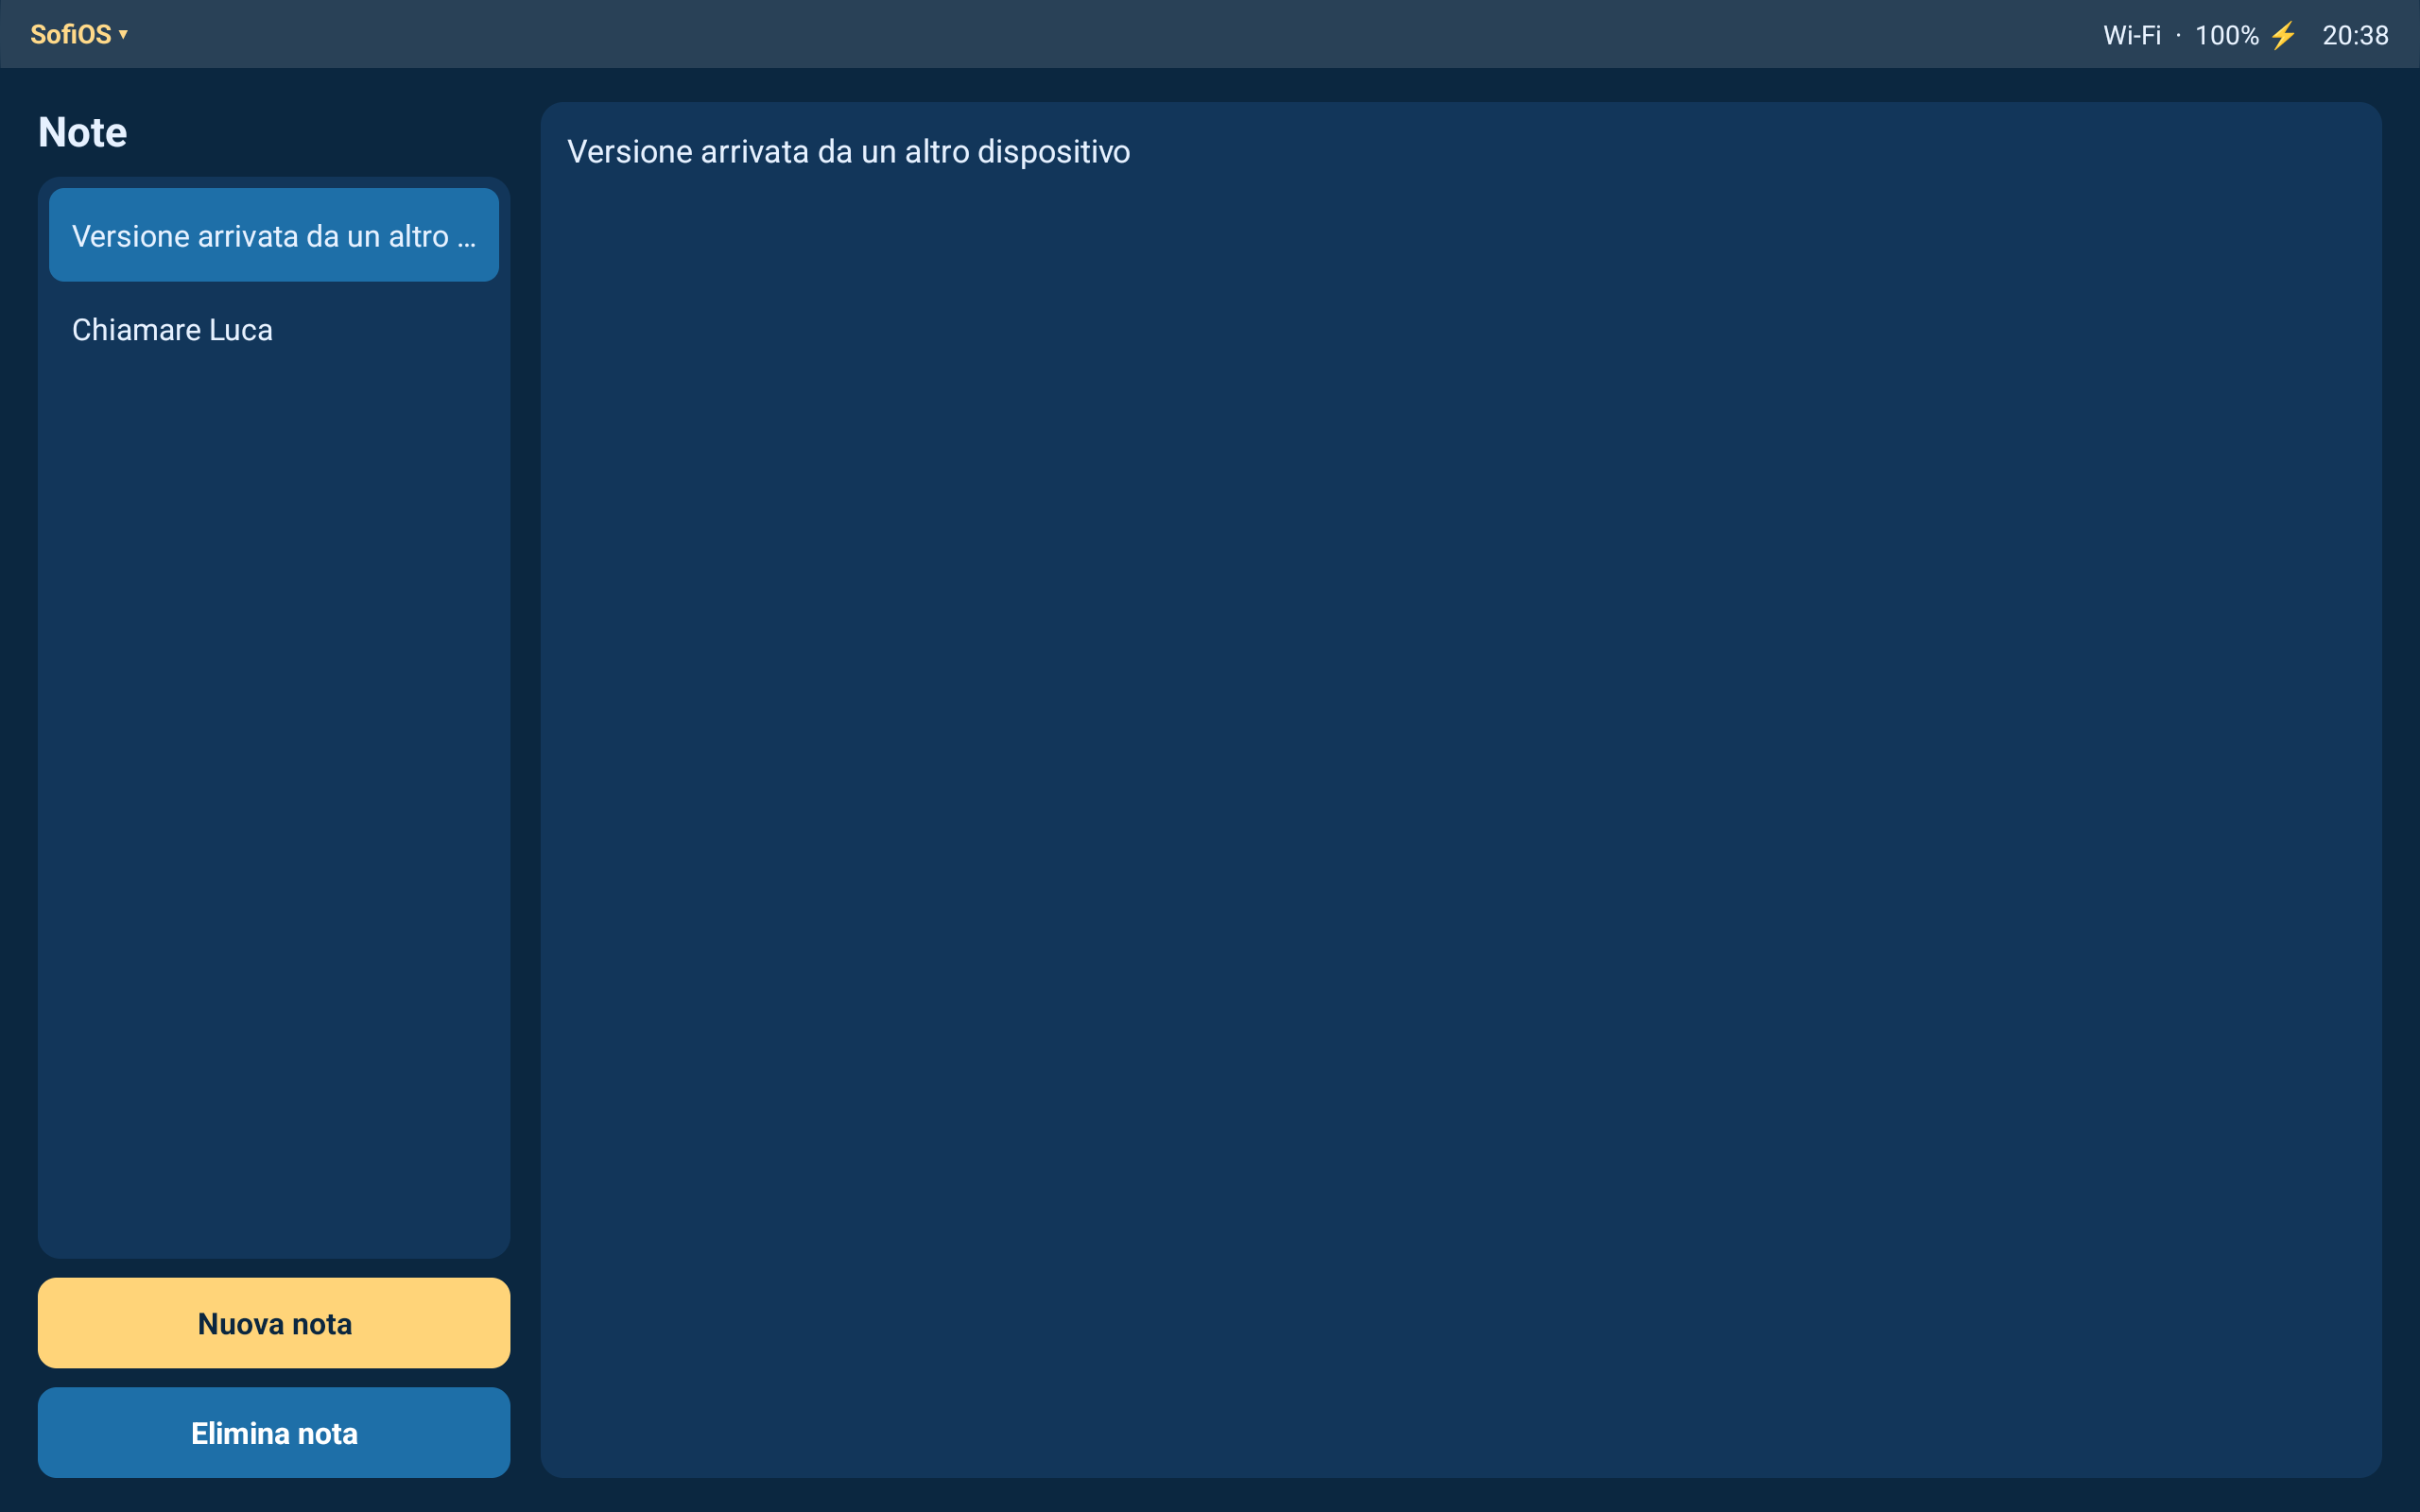 SofiOS ▾
Wi-Fi · 100% ⚡ 20:38
Note
Versione arrivata da un altro ...
Chiamare Luca
Nuova nota
Elimina nota
Versione arrivata da un altro dispositivo